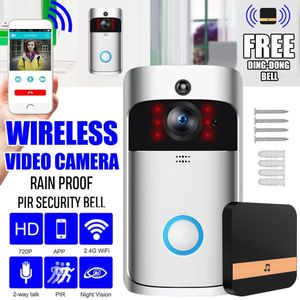 FREE
DING-DONG
BELL
WIRELESS
VIDEO CAMERA
RAIN PROOF
PIR SECURITY BELL
HD
720P
APP
2.4G WiFi
2-way talk
PIR
Night Vision